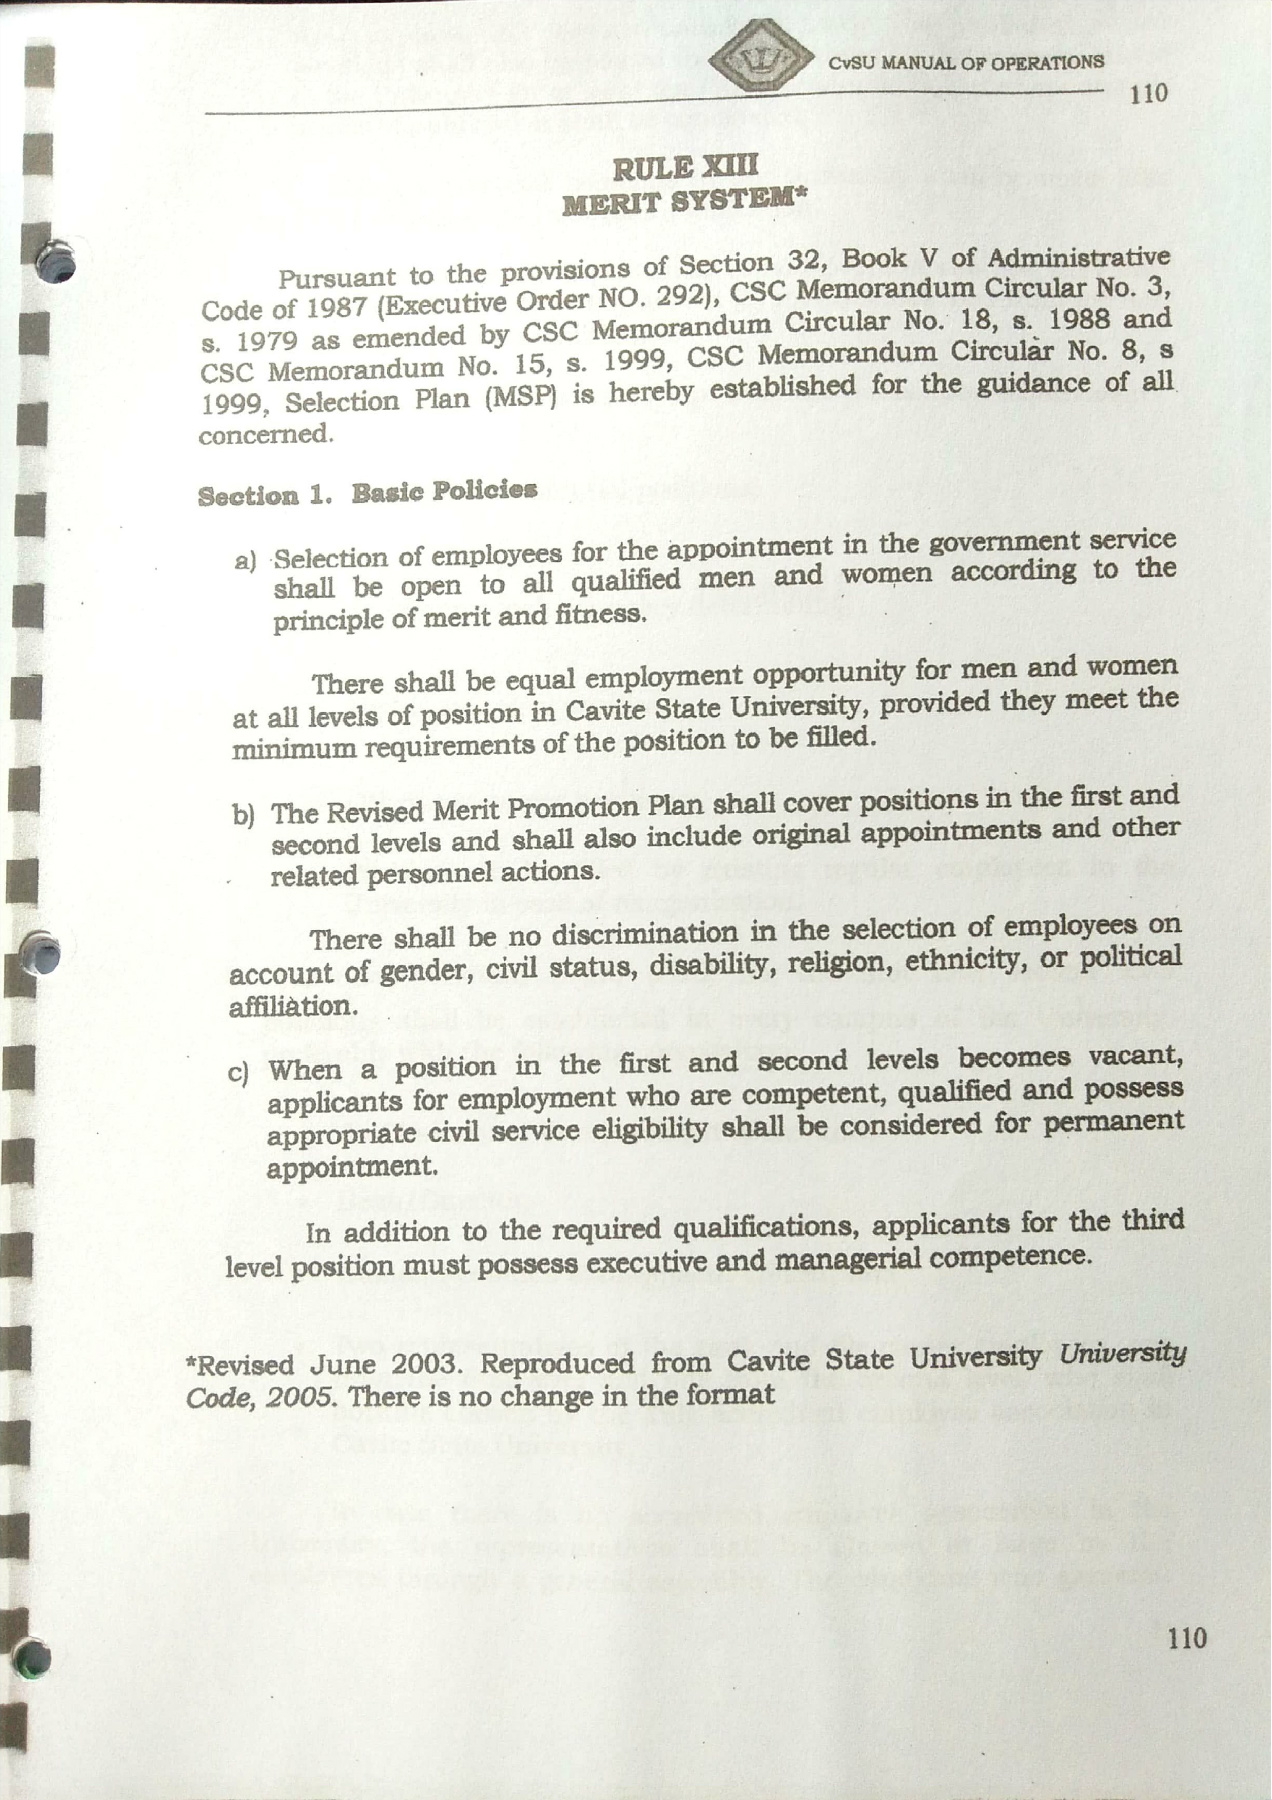 CvSU MANUAL OF OPERATIONS
110
RULE XIII
MERIT SYSTEM*
Pursuant to the provisions of Section 32, Book V of Administrative
Code of 1987 (Executive Order NO. 292), CSC Memorandum Circular No. 3,
s. 1979 as emended by CSC Memorandum Circular No. 18, s. 1988 and
CSC Memorandum No. 15, s. 1999, CSC Memorandum Circular No. 8, s
1999, Selection Plan (MSP) is hereby established for the guidance of all
concerned.
Section 1. Basic Policies
a) Selection of employees for the appointment in the government service
shall be open to all qualified men and women according to the
principle of merit and fitness.
There shall be equal employment opportunity for men and women
at all levels of position in Cavite State University, provided they meet the
minimum requirements of the position to be filled.
b) The Revised Merit Promotion Plan shall cover positions in the first and
second levels and shall also include original appointments and other
related personnel actions.
There shall be no discrimination in the selection of employees on
account of gender, civil status, disability, religion, ethnicity, or political
affiliation.
c) When a position in the first and second levels becomes vacant,
applicants for employment who are competent, qualified and possess
appropriate civil service eligibility shall be considered for permanent
appointment.
In addition to the required qualifications, applicants for the third
level position must possess executive and managerial competence.
*Revised June 2003. Reproduced from Cavite State University University
Code, 2005. There is no change in the format
110